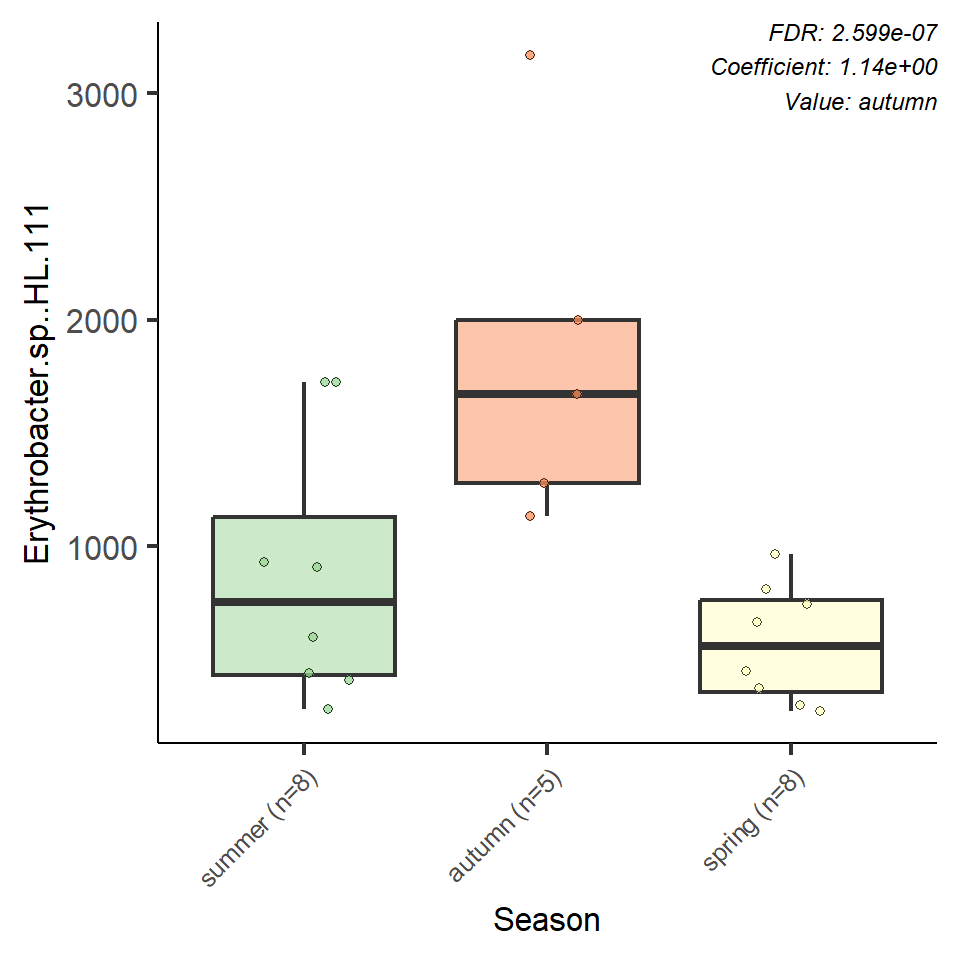 FDR: 2.599e-07
Coefficient: 1.14e+00
Value: autumn
3000
2000
1000
Erythrobacter.sp..HL.111
summer (n=8)
autumn (n=5)
spring (n=8)
Season